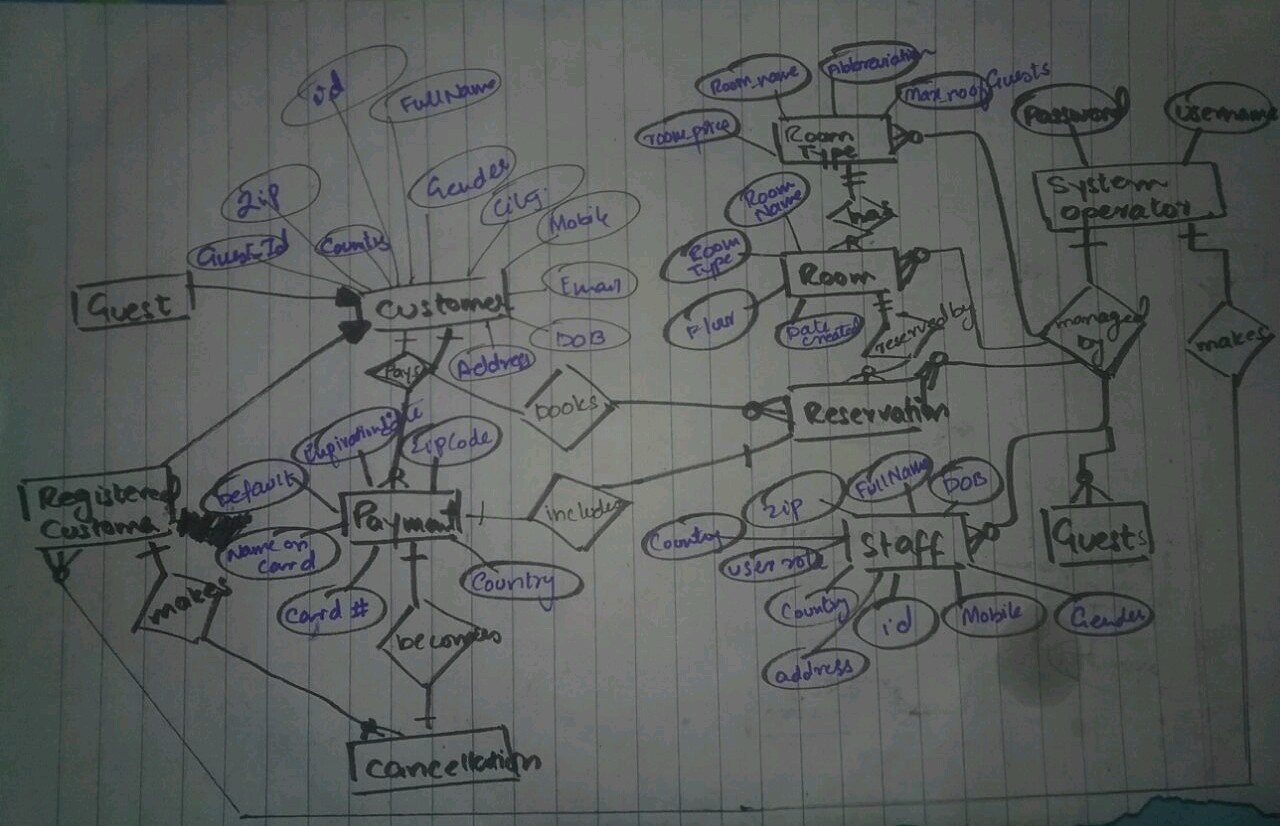 id
FullName
Room_name
Abbreviation
Max_noofGuests
Password
Username
room_price
Room
Type
Zip
Gender
City
Mobile
System
operator
Room
Name
has
Guest_Id
Country
Guest
Customer
Email
Room
Type
Room
Floor
Date
created
reserved by
managed
by
makes
DOB
Address
Pays
books
Reservation
ZipCode
Default
Registered
Customer
Payment
includes
Name on
Card
Card #
Country
makes
becomes
Cancellation
Zip
FullName
DOB
Country
Staff
Guests
user role
Country
id
Mobile
Gender
address